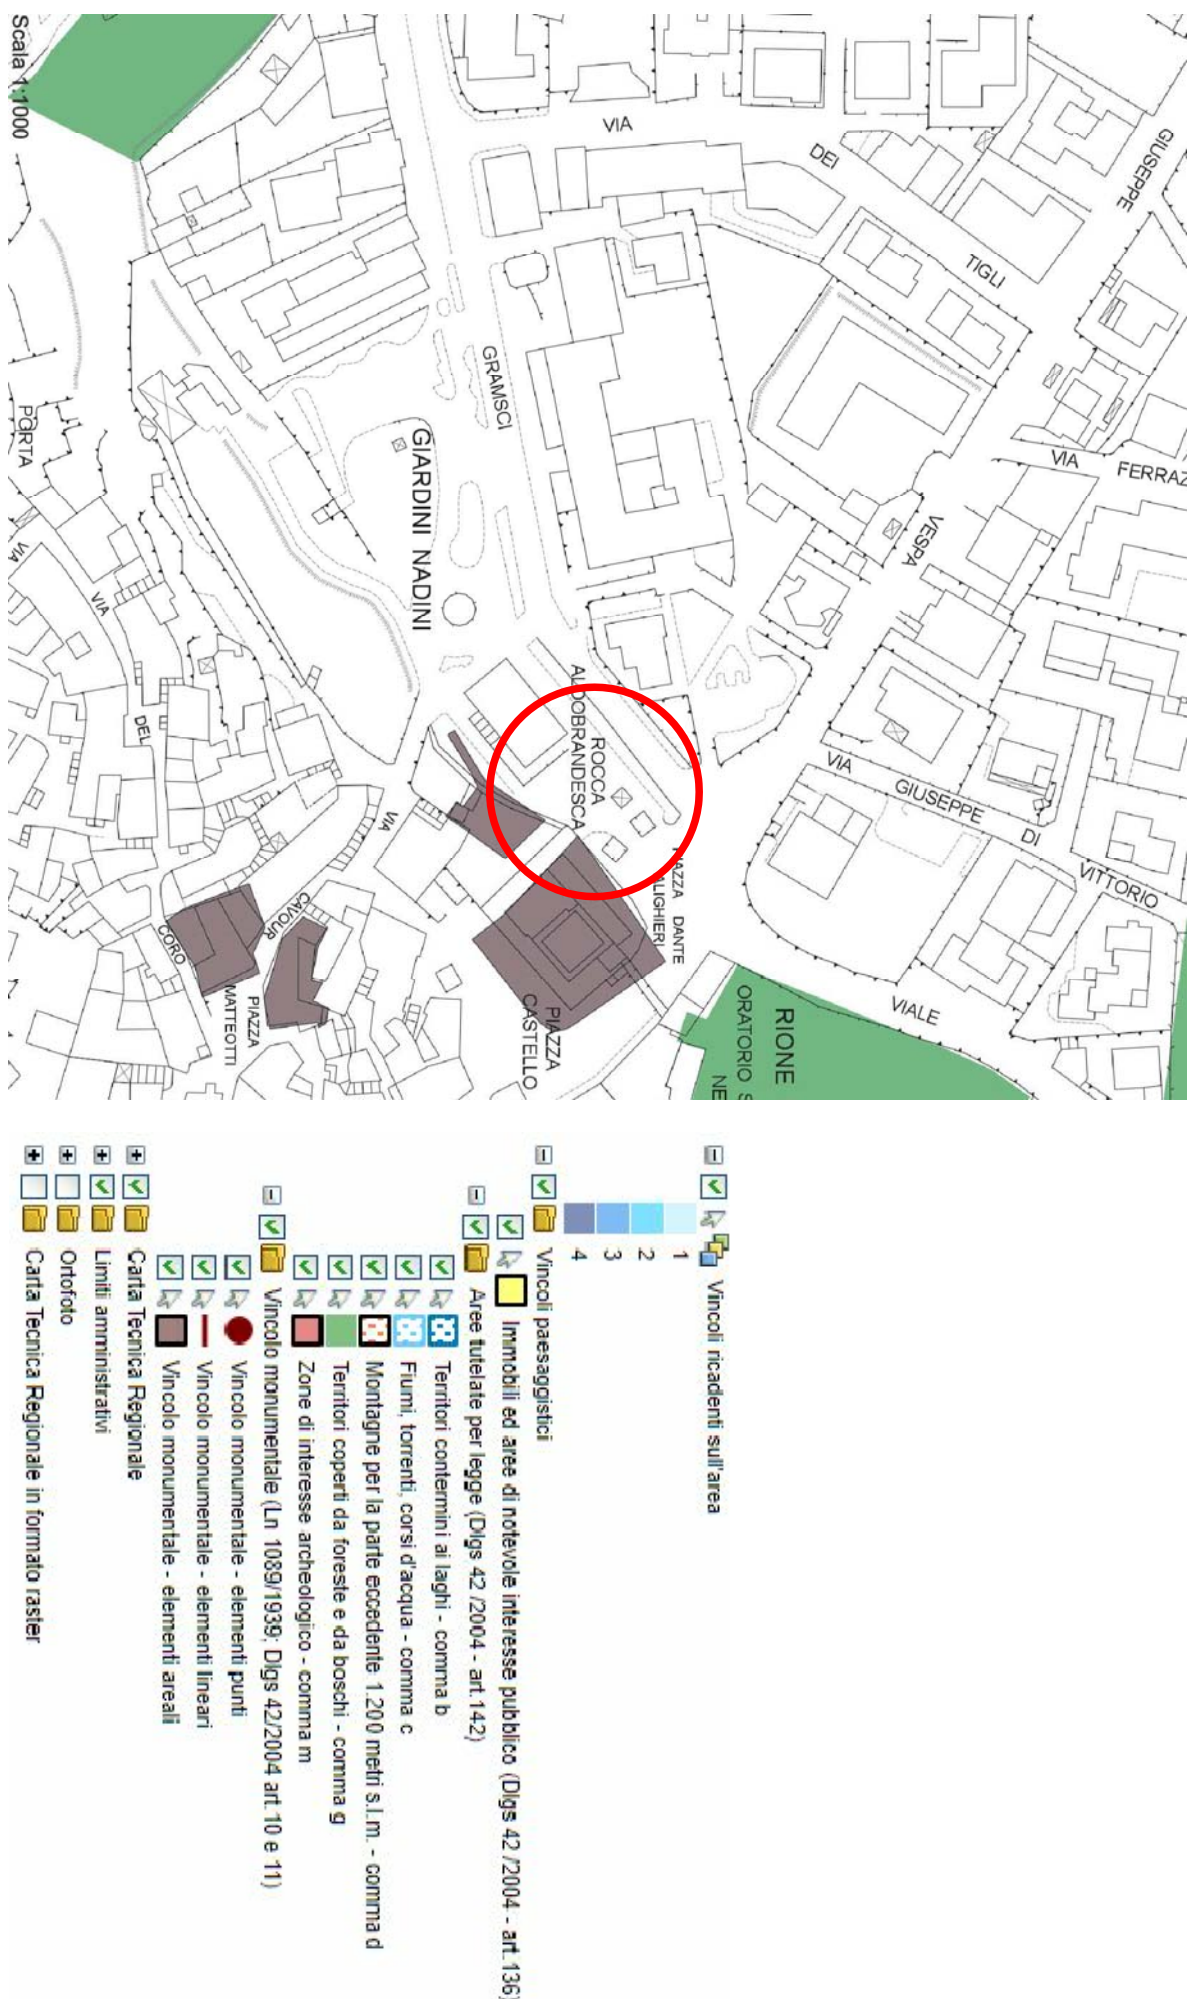 Scala 1:1000
VIA
DEI
TIGLI
GIUSEPPE
VESPA
VIA
FERRAZ
GRAMSCI
GIARDINI NADINI
PORTA
VIA
VIA
DEL
VIA
CAVOUR
CORO
PIAZZA
MATTEOTTI
ROCCA
ALDOBRANDESCA
PIAZZA DANTE
ALIGHIERI
PIAZZA
CASTELLO
VIA
GIUSEPPE
DI
VITTORIO
VIALE
RIONE
ORATORIO S
NE
Vincoli ricadenti sull'area
1
2
3
4
Vincoli paesaggistici
Immobili ed aree di notevole interesse pubblico (Dlgs 42 /2004 - art.136)
Aree tutelate per legge (Dlgs 42 /2004 - art.142)
Territori contermini ai laghi - comma b
Fiumi, torrenti, corsi d'acqua - comma c
Montagne per la parte eccedente 1.200 metri s.l.m. - comma d
Territori coperti da foreste e da boschi - comma g
Zone di interesse archeologico - comma m
Vincolo monumentale (Ln 1089/1939; Dlgs 42/2004 art.10 e 11)
Vincolo monumentale - elementi punti
Vincolo monumentale - elementi lineari
Vincolo monumentale - elementi areali
Carta Tecnica Regionale
Limiti amministrativi
Ortofoto
Carta Tecnica Regionale in formato raster